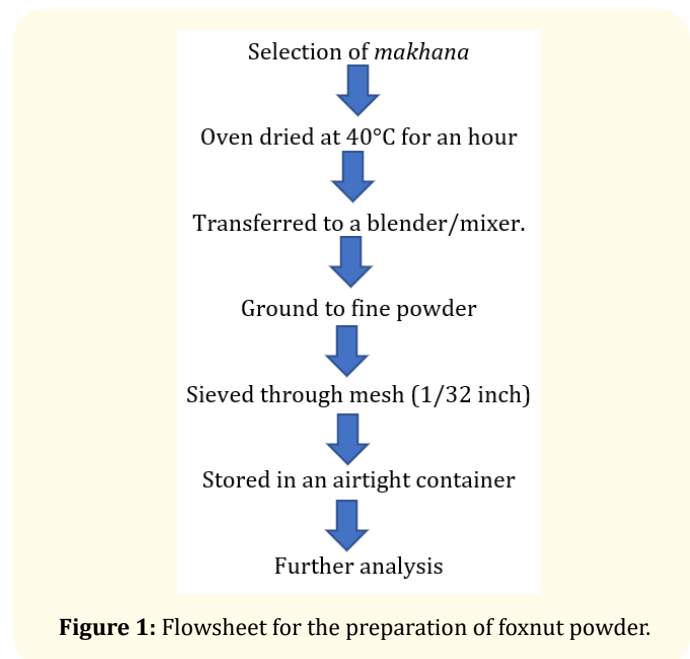 Selection of makhana
Oven dried at 40°C for an hour
Transferred to a blender/mixer.
Ground to fine powder
Sieved through mesh (1/32 inch)
Stored in an airtight container
Further analysis
Figure 1: Flowsheet for the preparation of foxnut powder.